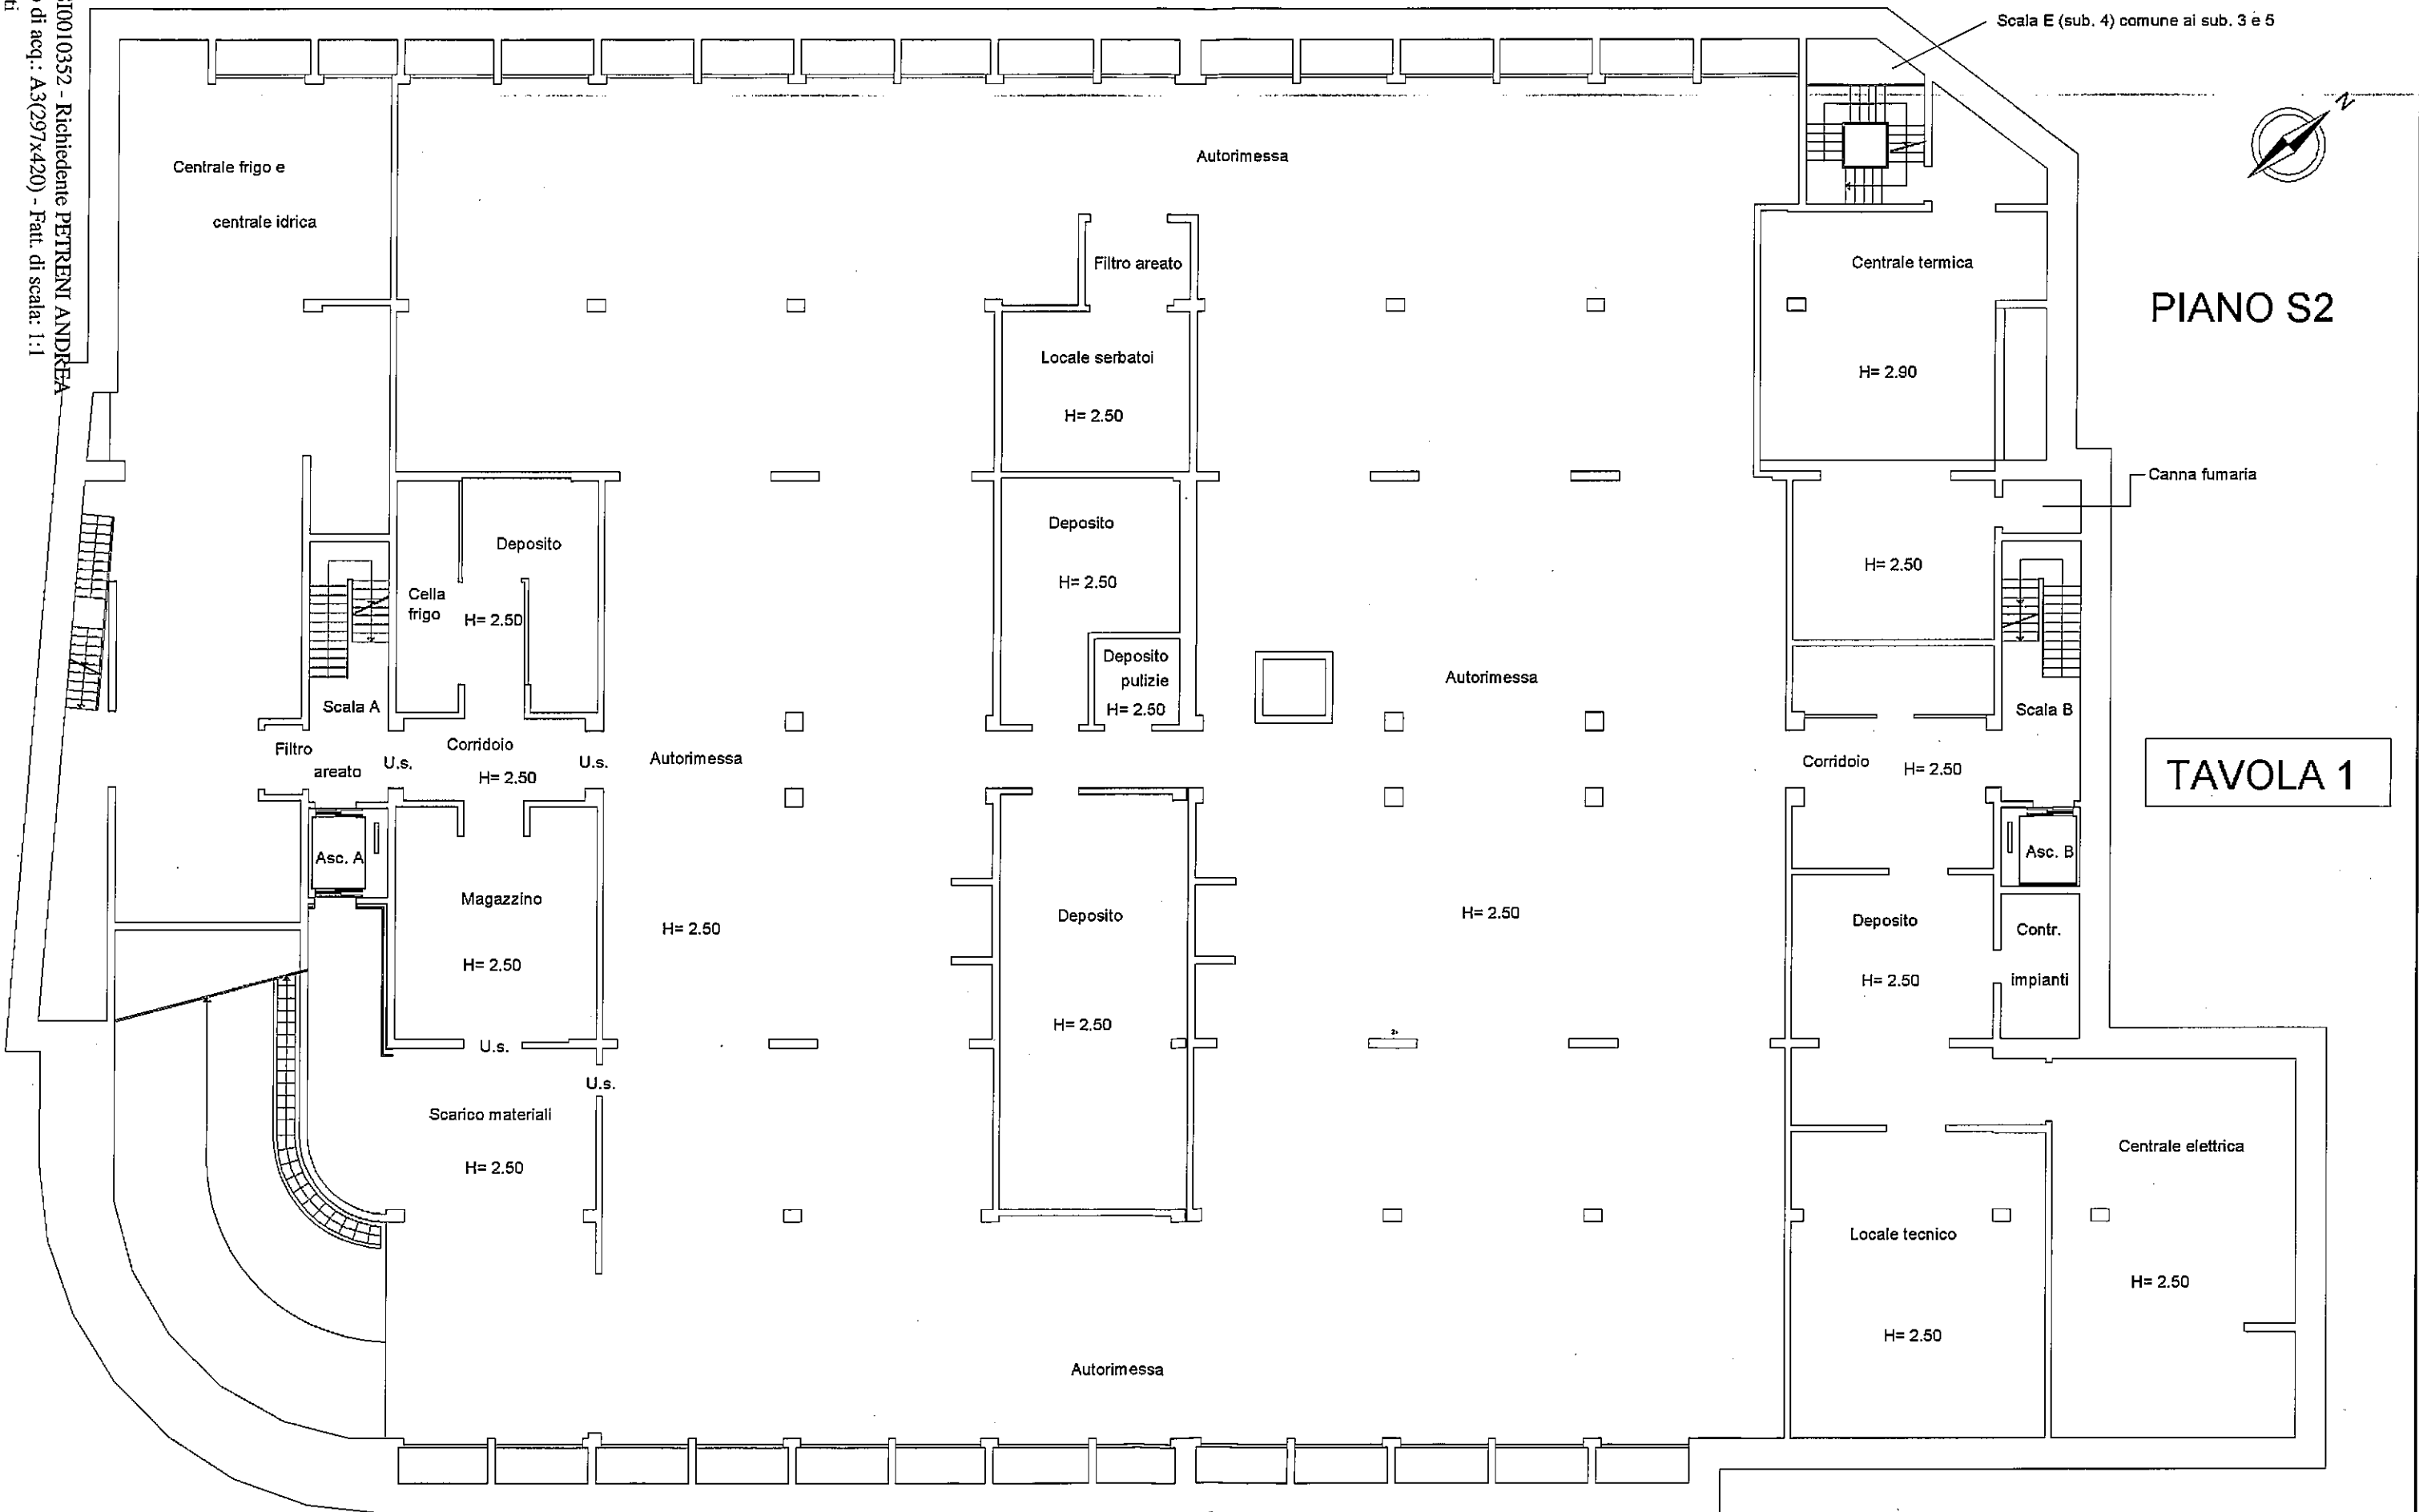 Scala E (sub. 4) comune ai sub. 3 e 5
N
Autorimessa
Centrale frigo e
centrale idrica
Filtro areato
Centrale termica
PIANO S2
Locale serbatoi
H= 2.90
H= 2.50
Canna fumaria
Deposito
Deposito
H= 2.50
H= 2.50
Cella
frigo
H= 2.50
Deposito
pulizie
H= 2.50
Autorimessa
Scala A
Scala B
Filtro
areato
U.s.
Corridoio
H= 2.50
U.s.
Autorimessa
Corridoio
H= 2.50
TAVOLA 1
Asc. A
Asc. B
Magazzino
H= 2.50
H= 2.50
Deposito
H= 2.50
H= 2.50
Deposito
H= 2.50
Contr.
impianti
U.s.
U.s.
Scarico materiali
H= 2.50
Centrale elettrica
H= 2.50
Locale tecnico
H= 2.50
Autorimessa
SI0010352 - Richiedente PETRENI ANDREA
di acq.: A3(297x420) - Fatt. di scala: 1:1